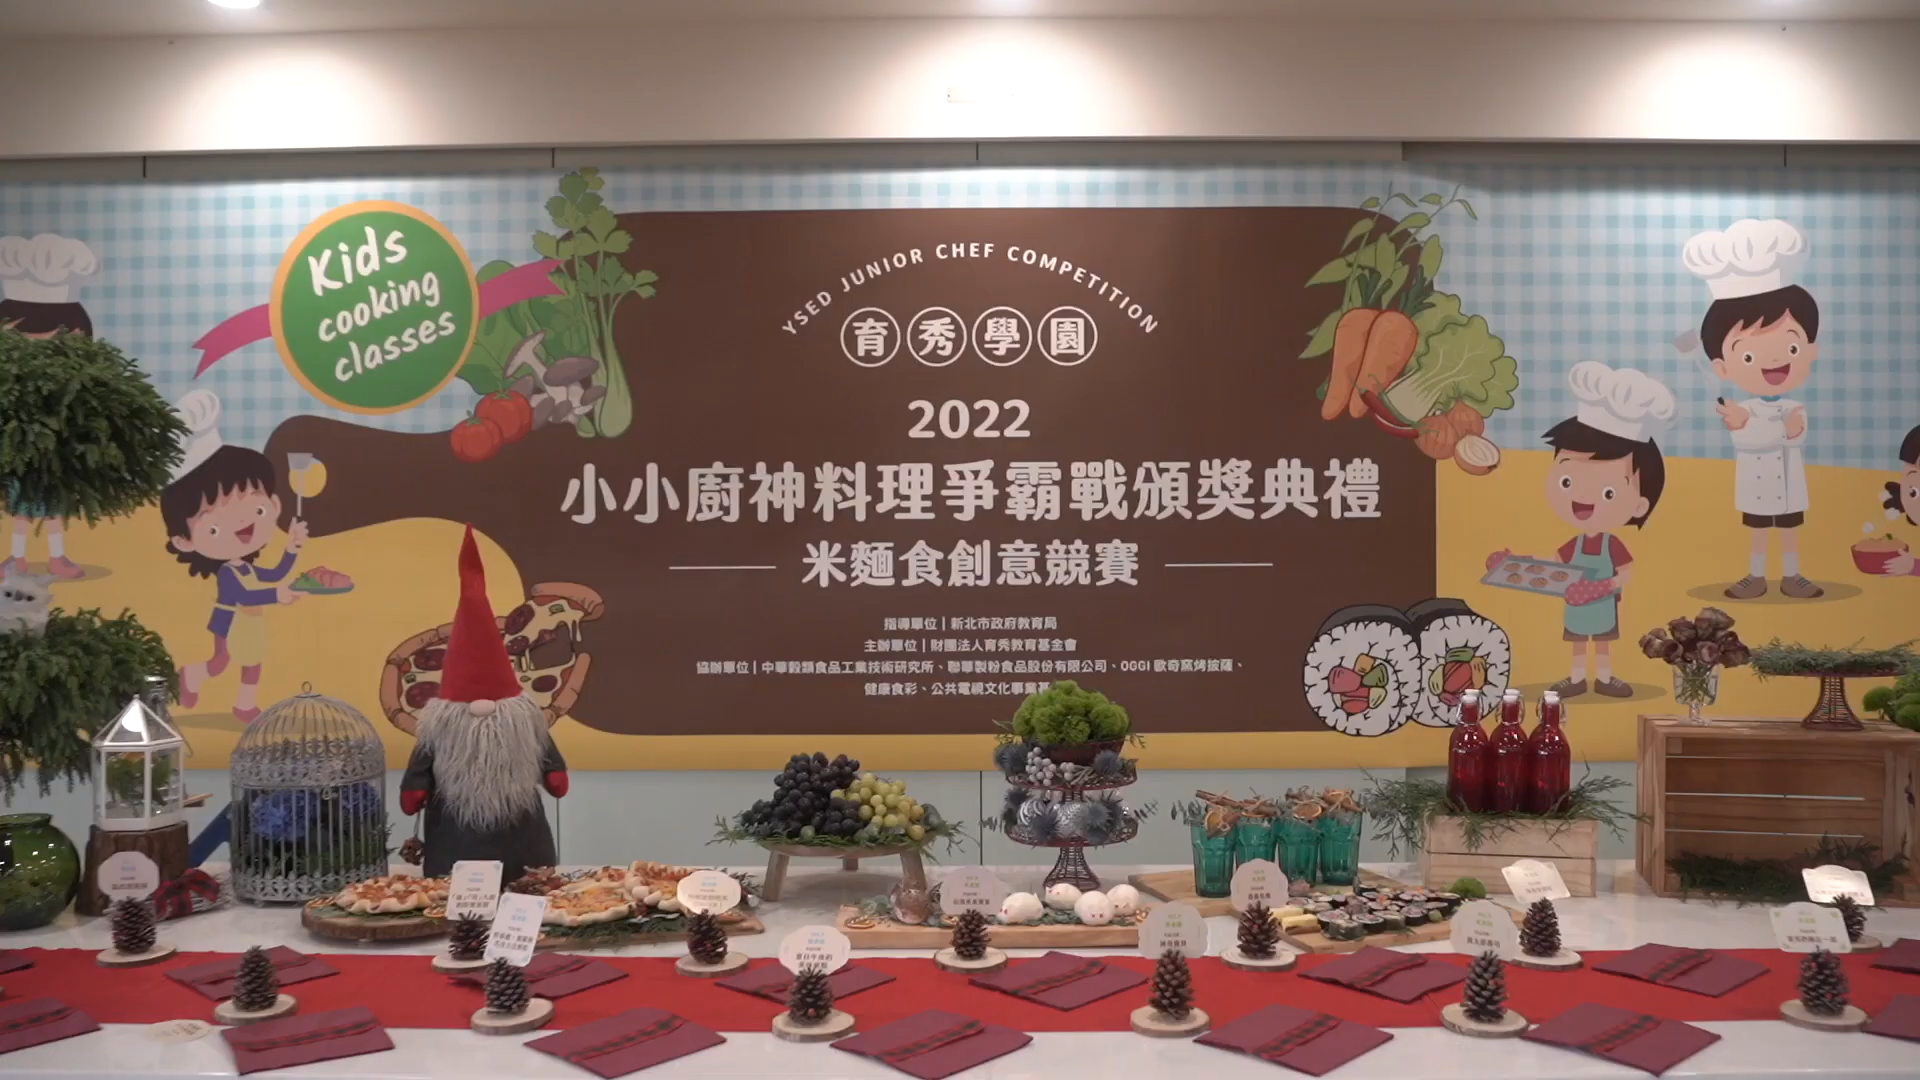 Kids
cooking
classes
YSED JUNIOR CHEF COMPETITION
育秀學園
2022
小小廚神料理爭霸戰頒獎典禮
米麵食創意競賽
指導單位｜新北市政府教育局
主辦單位｜財團法人育秀教育基金會
協辦單位｜中華穀類食品工業技術研究所、聯華製粉食品股份有限公司、OGGI 歐奇窯烤披薩、
健康食彩、公共電視文化事業基